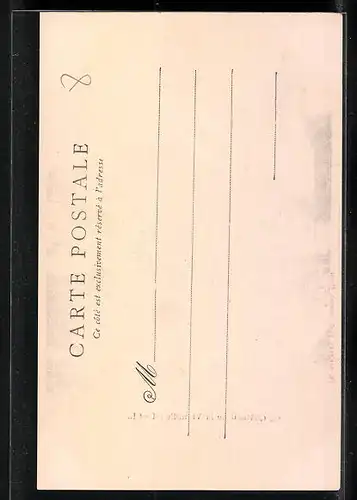 CARTE POSTALE
Ce côté est exclusivement réservé à l'adresse
M
8